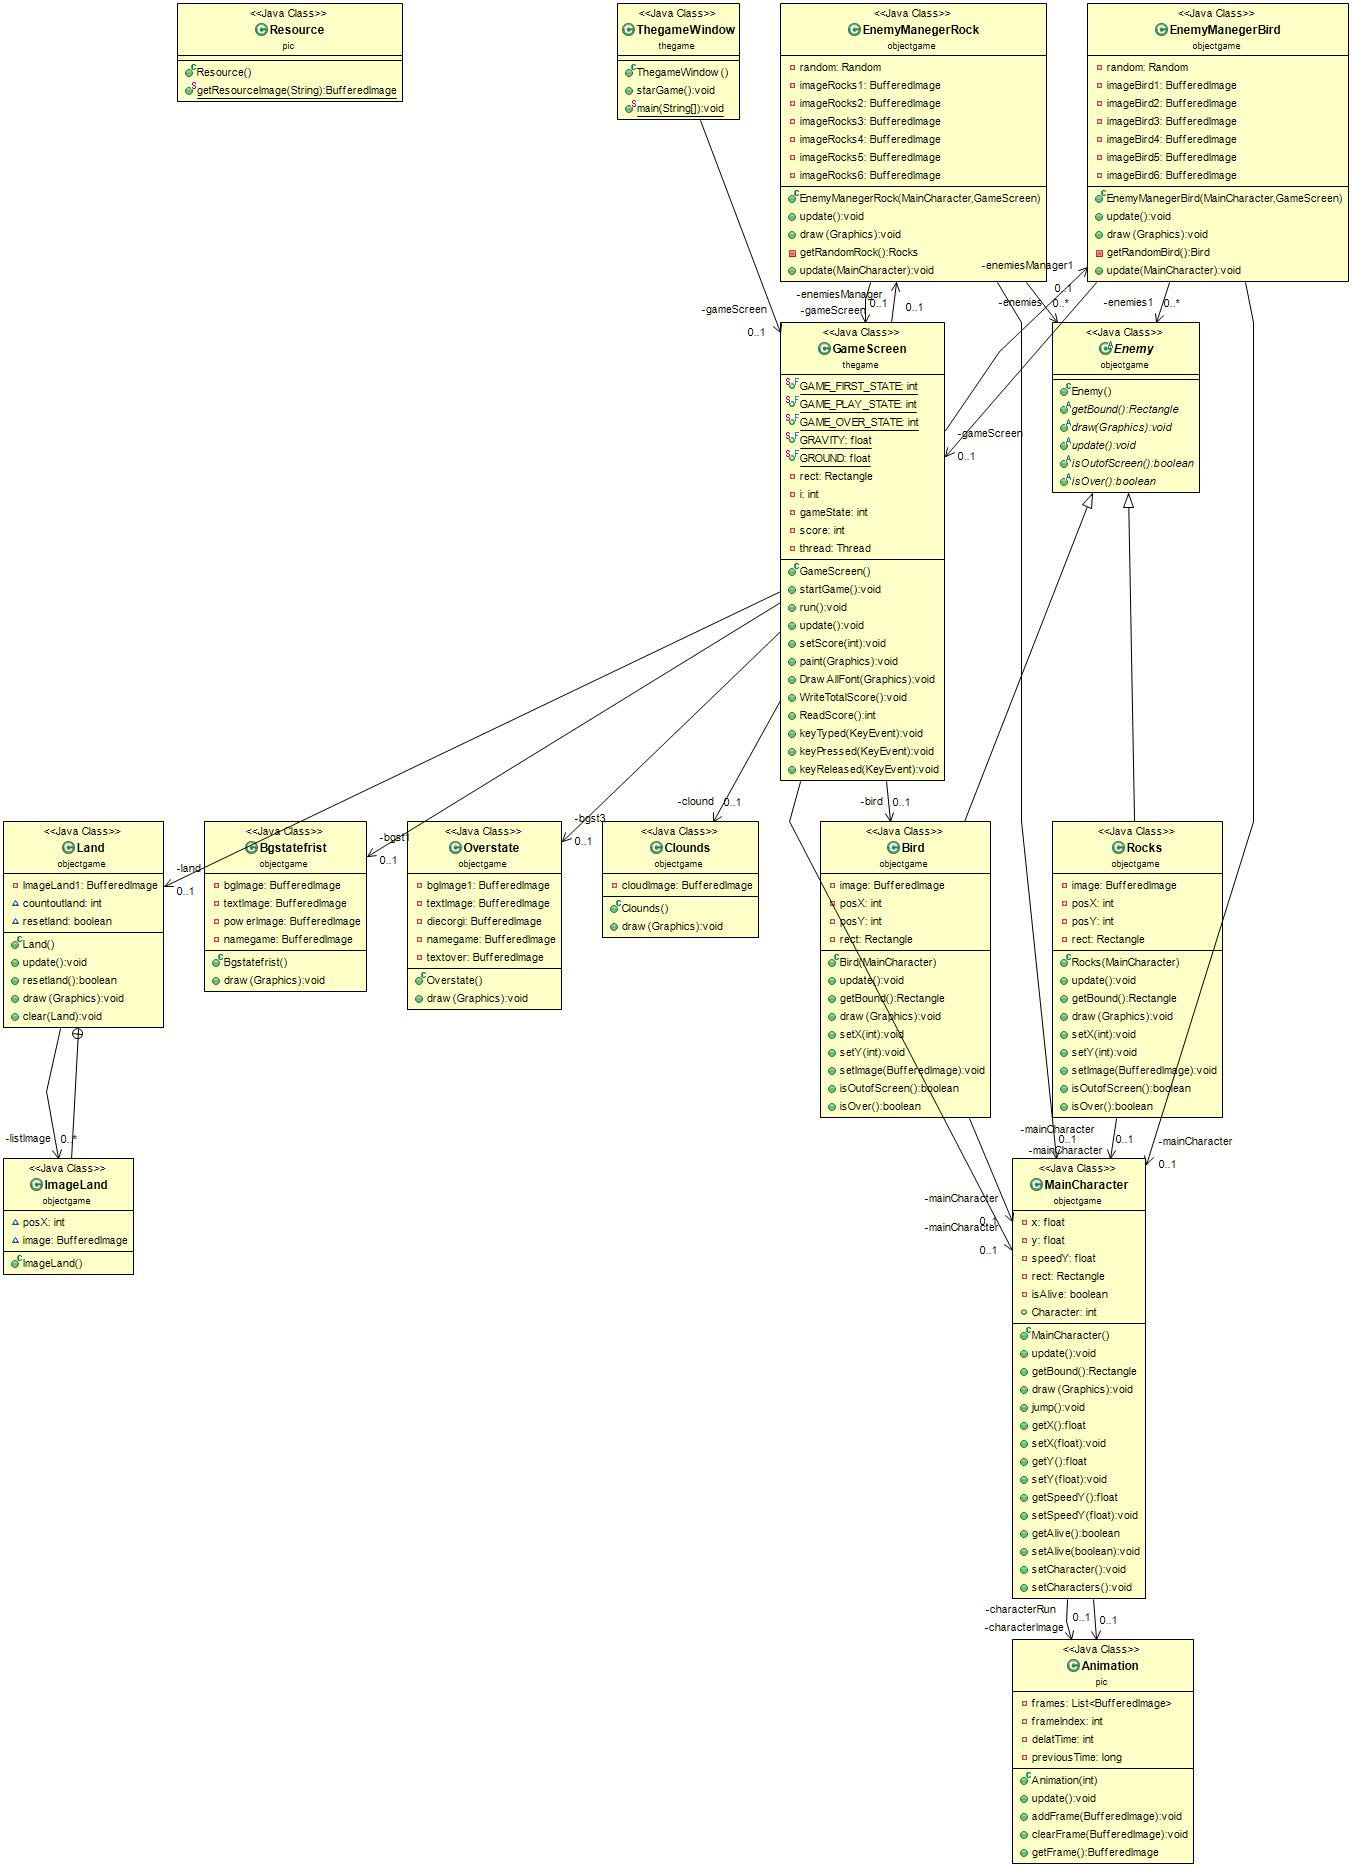 <<Java Class>>
Resource
pic
Resource()
getResourceImage(String):BufferedImage
<<Java Class>>
ThegameWindow
thegame
ThegameWindow()
starGame():void
main(String[]):void
<<Java Class>>
EnemyManegerRock
objectgame
random: Random
imageRocks1: BufferedImage
imageRocks2: BufferedImage
imageRocks3: BufferedImage
imageRocks4: BufferedImage
imageRocks5: BufferedImage
imageRocks6: BufferedImage
EnemyManegerRock(MainCharacter,GameScreen)
update():void
draw(Graphics):void
getRandomRock():Rocks
update(MainCharacter):void
<<Java Class>>
EnemyManegerBird
objectgame
random: Random
imageBird1: BufferedImage
imageBird2: BufferedImage
imageBird3: BufferedImage
imageBird4: BufferedImage
imageBird5: BufferedImage
imageBird6: BufferedImage
EnemyManegerBird(MainCharacter,GameScreen)
update():void
draw(Graphics):void
getRandomBird():Bird
update(MainCharacter):void
-enemiesManager1
0..1
-enemiesManager
0..1
-gameScreen
0..1
-enemies
0..*
-enemies1
0..*
-gameScreen
0..1
<<Java Class>>
GameScreen
thegame
GAME_FIRST_STATE: int
GAME_PLAY_STATE: int
GAME_OVER_STATE: int
GRAVITY: float
GROUND: float
rect: Rectangle
i: int
gameState: int
score: int
thread: Thread
GameScreen()
startGame():void
run():void
update():void
setScore(int):void
paint(Graphics):void
DrawAllFont(Graphics):void
WriteTotalScore():void
ReadScore():int
keyTyped(KeyEvent):void
keyPressed(KeyEvent):void
keyReleased(KeyEvent):void
<<Java Class>>
Enemy
objectgame
Enemy()
getBound():Rectangle
draw(Graphics):void
update():void
isOutofScreen():boolean
isOver():boolean
-gameScreen
0..1
-land
0..1
-bgst1
0..1
-bgst3
0..1
-clound
0..1
-bird
0..1
<<Java Class>>
Land
objectgame
ImageLand1: BufferedImage
countoutland: int
resetland: boolean
Land()
update():void
resetland():boolean
draw(Graphics):void
clear(Land):void
<<Java Class>>
Bgstatefrist
objectgame
bgImage: BufferedImage
textImage: BufferedImage
powerImage: BufferedImage
namegame: BufferedImage
Bgstatefrist()
draw(Graphics):void
<<Java Class>>
Overstate
objectgame
bgImage1: BufferedImage
textImage: BufferedImage
diecorgi: BufferedImage
namegame: BufferedImage
textover: BufferedImage
Overstate()
draw(Graphics):void
<<Java Class>>
Clounds
objectgame
cloudImage: BufferedImage
Clounds()
draw(Graphics):void
<<Java Class>>
Bird
objectgame
image: BufferedImage
posX: int
posY: int
rect: Rectangle
Bird(MainCharacter)
update():void
getBound():Rectangle
draw(Graphics):void
setX(int):void
setY(int):void
setImage(BufferedImage):void
isOutofScreen():boolean
isOver():boolean
<<Java Class>>
Rocks
objectgame
image: BufferedImage
posX: int
posY: int
rect: Rectangle
Rocks(MainCharacter)
update():void
getBound():Rectangle
draw(Graphics):void
setX(int):void
setY(int):void
setImage(BufferedImage):void
isOutofScreen():boolean
isOver():boolean
-listImage
0..*
<<Java Class>>
ImageLand
objectgame
posX: int
image: BufferedImage
ImageLand()
-mainCharacter
0..1
-mainCharacter
0..1
-mainCharacter
0..1
-mainCharacter
0..1
-mainCharacter
0..1
<<Java Class>>
MainCharacter
objectgame
x: float
y: float
speedY: float
rect: Rectangle
isAlive: boolean
Character: int
MainCharacter()
update():void
getBound():Rectangle
draw(Graphics):void
jump():void
getX():float
setX(float):void
getY():float
setY(float):void
getSpeedY():float
setSpeedY(float):void
getAlive():boolean
setAlive(boolean):void
setCharacter():void
setCharacters():void
-characterRun
0..1
-characterImage
0..1
<<Java Class>>
Animation
pic
frames: List<BufferedImage>
frameIndex: int
delatTime: int
previousTime: long
Animation(int)
update():void
addFrame(BufferedImage):void
clearFrame(BufferedImage):void
getFrame():BufferedImage